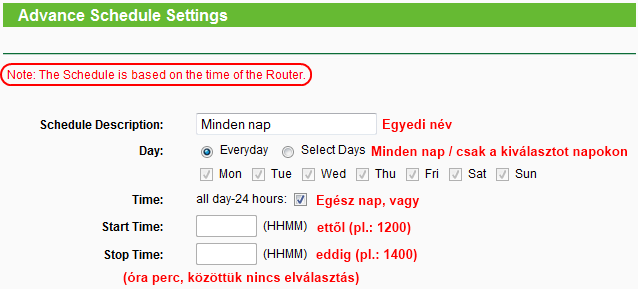 Advance Schedule Settings
Note: The Schedule is based on the time of the Router.
Schedule Description: Minden nap Egyedi név
Day: Everyday Select Days Minden nap / csak a kiválasztot napokon
Mon Tue Wed Thu Fri Sat Sun
Time: all day-24 hours: Egész nap, vagy
Start Time: (HHMM) ettől (pl.: 1200)
Stop Time: (HHMM) eddig (pl.: 1400)
(óra perc, közöttük nincs elválasztás)